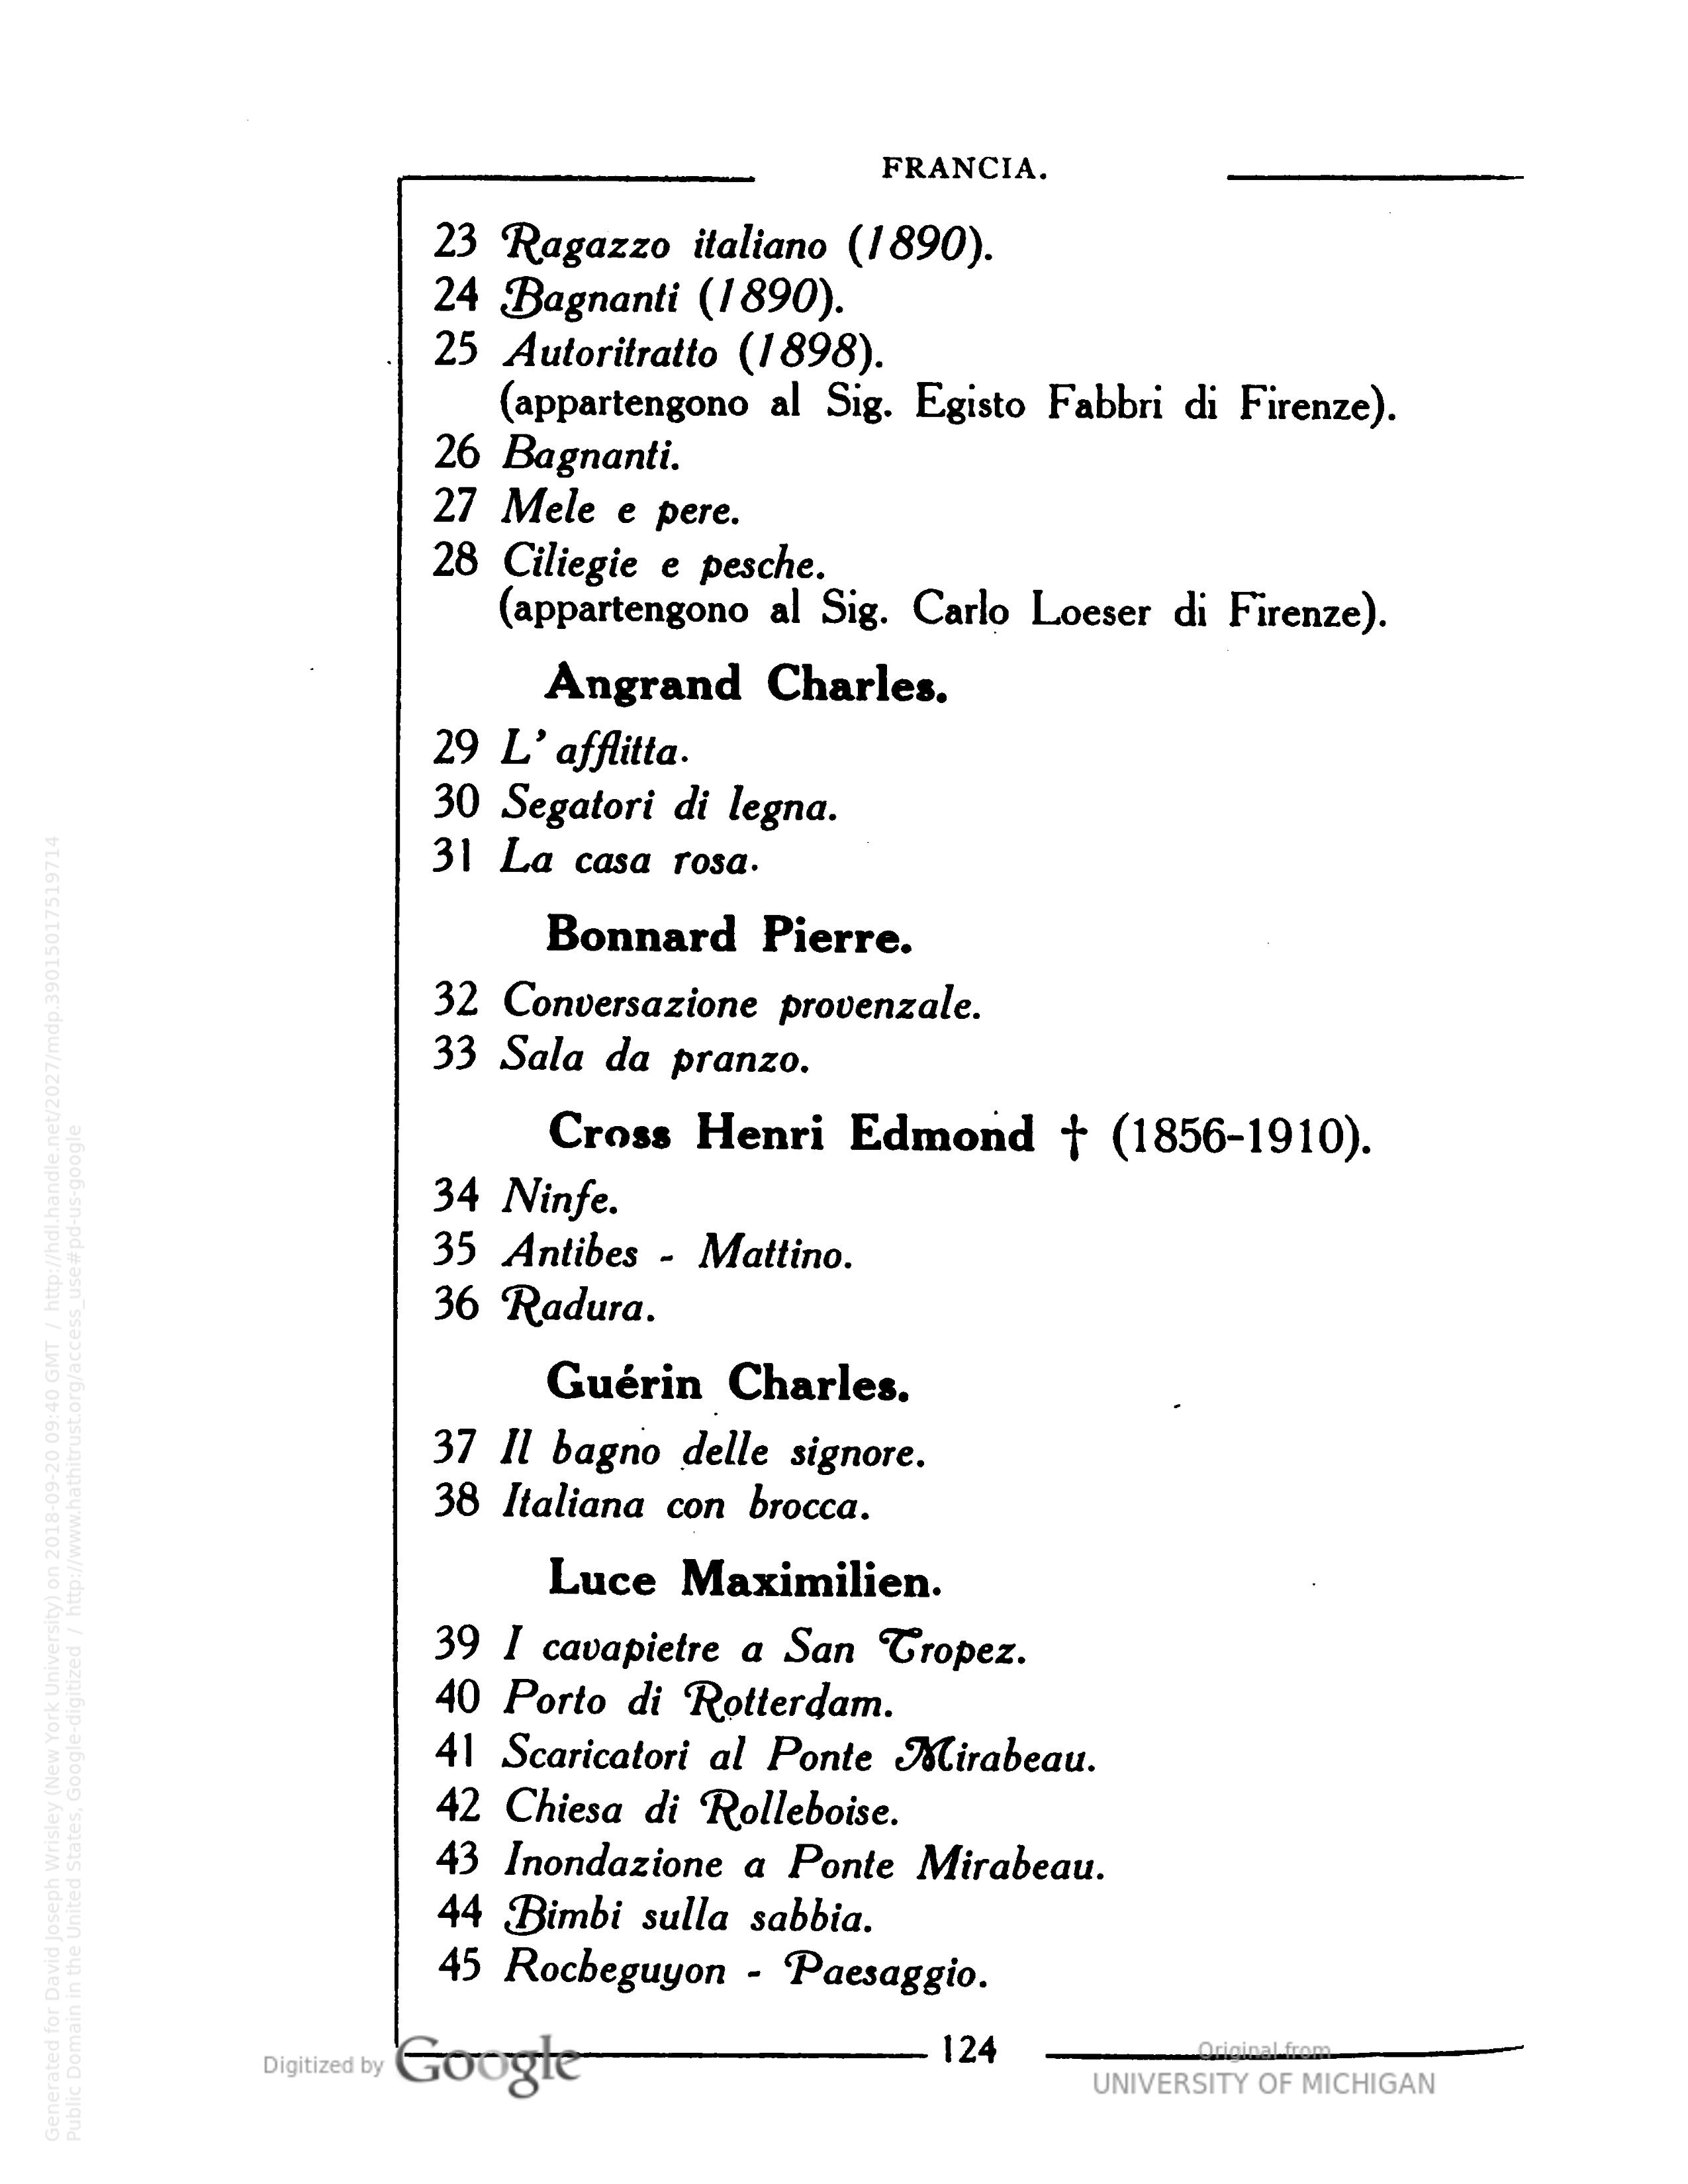 FRANCIA.
23 Ragazzo italiano (1890).
24 Bagnanti (1890).
25 Autoritratto (1898).
(appartengono al Sig. Egisto Fabbri di Firenze).
26 Bagnanti.
27 Mele e pere.
28 Ciliegie e pesche.
(appartengono al Sig. Carlo Loeser di Firenze).
Angrand Charles.
29 L' afflitta.
30 Segatori di legna.
31 La casa rosa.
Bonnard Pierre.
32 Conversazione provenzale.
33 Sala da pranzo.
Cross Henri Edmond † (1856-1910).
34 Ninfe.
35 Antibes - Mattino.
36 Radura.
Guérin Charles.
37 Il bagno delle signore.
38 Italiana con brocca.
Luce Maximilien.
39 I cavapietre a San Tropez.
40 Porto di Rotterdam.
41 Scaricatori al Ponte Mirabeau.
42 Chiesa di Rolleboise.
43 Inondazione a Ponte Mirabeau.
44 Bimbi sulla sabbia.
45 Rocbeguyon - Paesaggio.
124
Digitized by Google
Original from
UNIVERSITY OF MICHIGAN
Generated for David Joseph Wrisley (New York University) on 2018-09-20 09:40 GMT / http://hdl.handle.net/2027/mdp.39015017519714
Public Domain in the United States, Google-digitized / http://www.hathitrust.org/access_use#pd-us-google